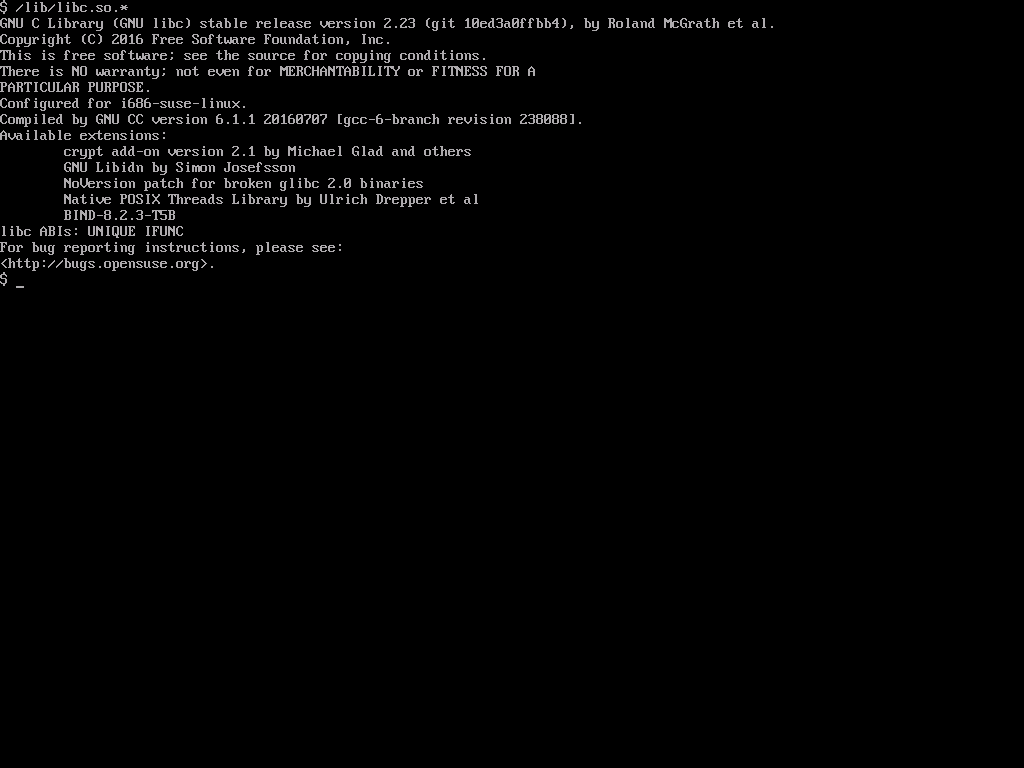 $ /lib/libc.so.*
GNU C Library (GNU libc) stable release version 2.23 (git 10ed3a0ffbb4), by Roland McGrath et al.
Copyright (C) 2016 Free Software Foundation, Inc.
This is free software; see the source for copying conditions.
There is NO warranty; not even for MERCHANTABILITY or FITNESS FOR A
PARTICULAR PURPOSE.
Configured for i686-suse-linux.
Compiled by GNU CC version 6.1.1 20160707 [gcc-6-branch revision 238088].
Available extensions:
        crypt add-on version 2.1 by Michael Glad and others
        GNU Libidn by Simon Josefsson
        NoVersion patch for broken glibc 2.0 binaries
        Native POSIX Threads Library by Ulrich Drepper et al
        BIND-8.2.3-T5B
libc ABIs: UNIQUE IFUNC
For bug reporting instructions, please see:
<http://bugs.opensuse.org>.
$ _